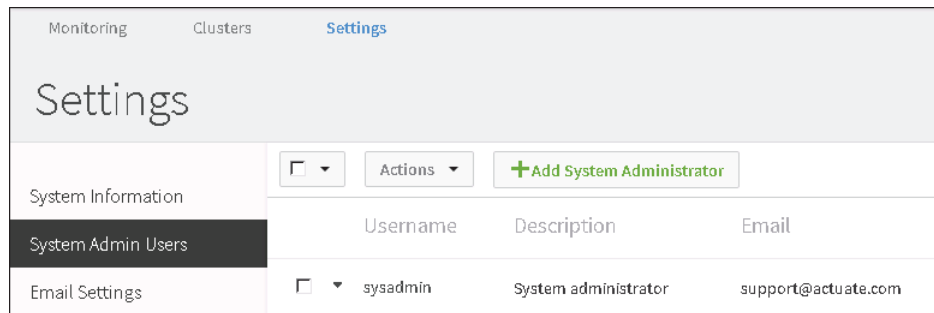 Monitoring Clusters Settings
Settings
System Information
System Admin Users
Email Settings
Actions +Add System Administrator
Username Description Email
sysadmin System administrator support@actuate.com